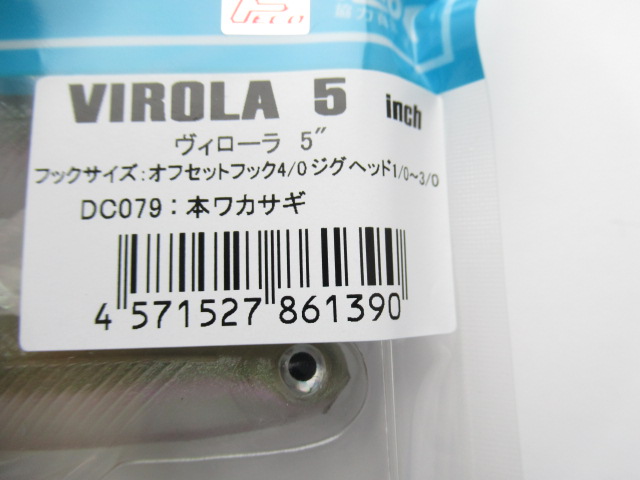 VIROLA 5 inch
ヴィローラ 5"
フックサイズ:オフセットフック4/0ジグヘッド1/0~3/0
DC079:本ワカサギ
4 571527 861390